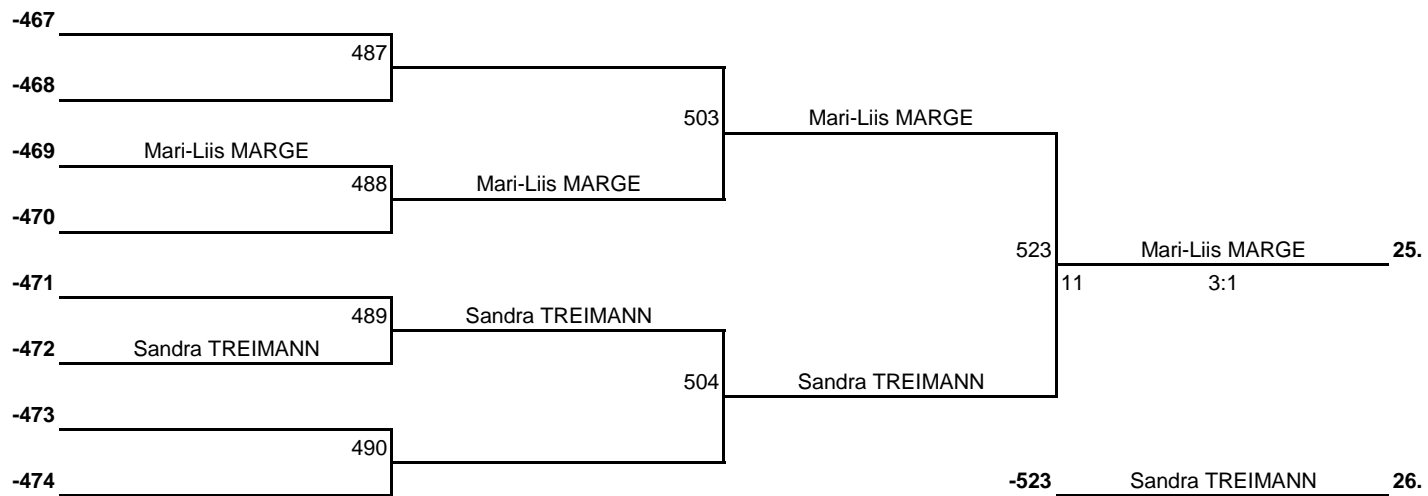 -467
487
-468
503 Mari-Liis MARGE
-469 Mari-Liis MARGE
488 Mari-Liis MARGE
-470
523 Mari-Liis MARGE 25.
-471 11 3:1
489 Sandra TREIMANN
-472 Sandra TREIMANN
504 Sandra TREIMANN
-473
490
-474 -523 Sandra TREIMANN 26.